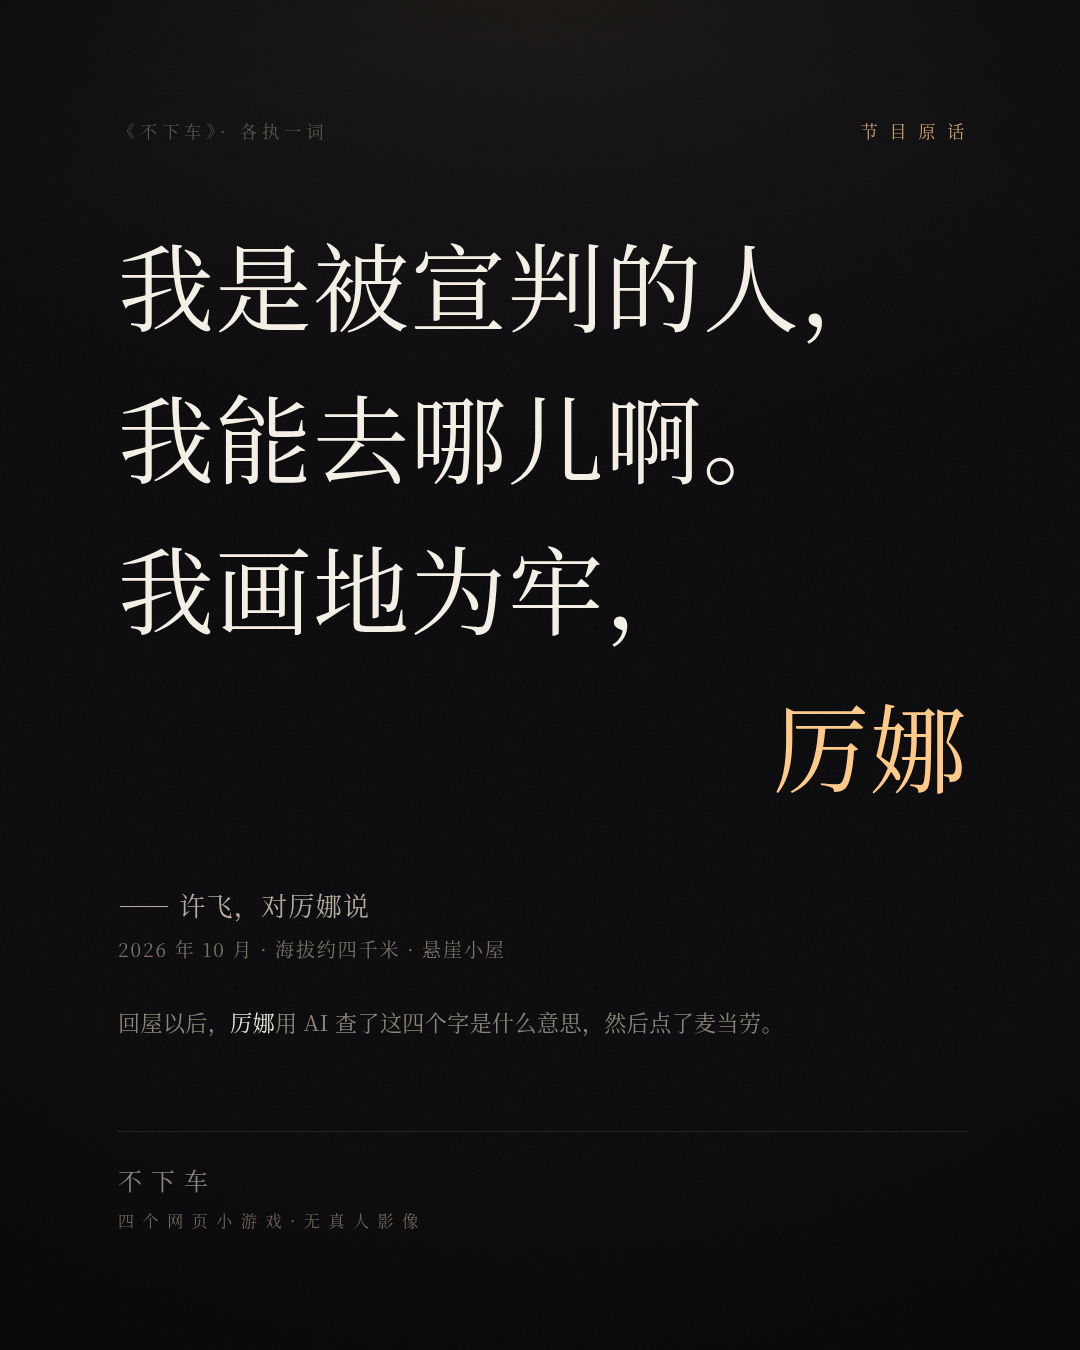 《不下车》· 各执一词
节目原话
我是被宣判的人，
我能去哪儿啊。
我画地为牢，
厉娜
—— 许飞，对厉娜说
2026 年 10 月 · 海拔约四千米 · 悬崖小屋
回屋以后，厉娜用 AI 查了这四个字是什么意思，然后点了麦当劳。
不下车
四个网页小游戏 · 无真人影像